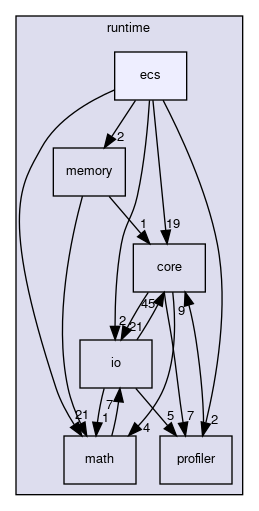 runtime
ecs
2
memory
1 19
core
2 45 21 9
io
21 1 7 4 5 7 2
math profiler